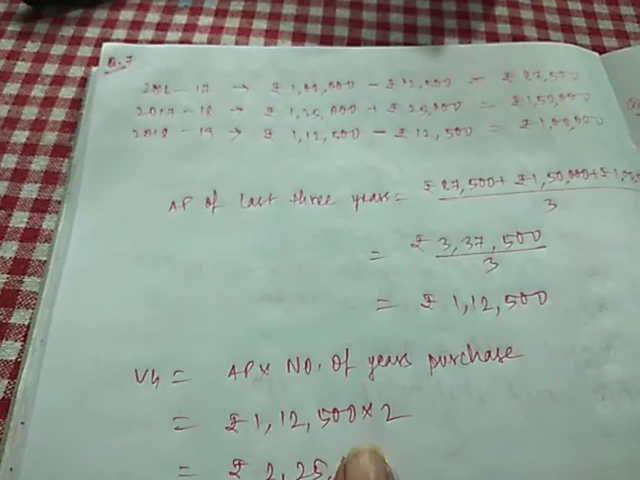 Q.7
2016 - 17 → ₹ 1,00,000 - ₹ 12,500 = ₹ 87,500
2017 - 18 → ₹ 1,25,000 + ₹ 25,000 = ₹ 1,50,000
2018 - 19 → ₹ 1,12,500 - ₹ 12,500 = ₹ 1,00,000
AP of last three years = ₹ 87,500 + ₹ 1,50,000 + ₹ 1,00
3
= ₹ 3,37,500
3
= ₹ 1,12,500
VG = AP x NO. of years purchase
= ₹ 1,12,500 x 2
= ₹ 2,25,